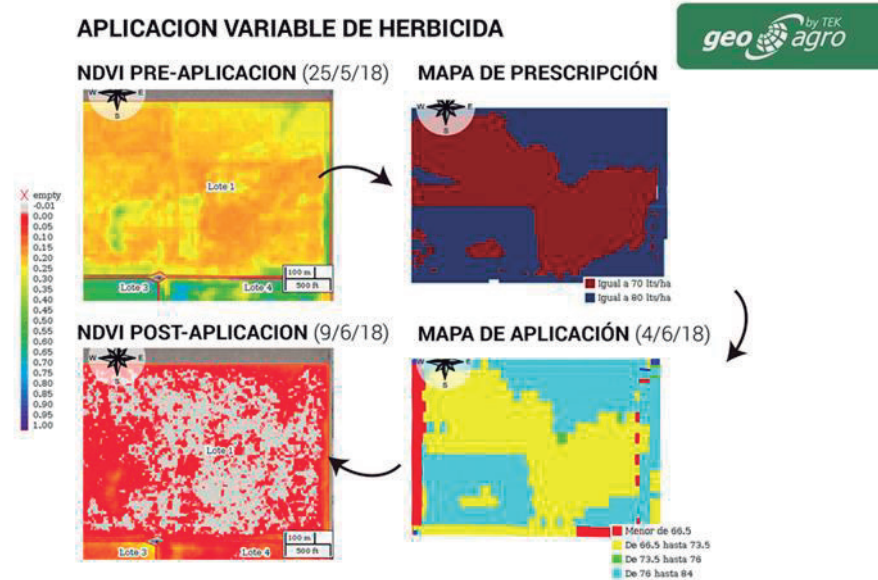 APLICACION VARIABLE DE HERBICIDA
by TEK
geo agro
NDVI PRE-APLICACION (25/5/18)
MAPA DE PRESCRIPCIÓN
W E
S
W E
S
Lote 1
X empty
-0,01
0.00
0.05
0.10
0.15
0.20
0.25
0.30
0.35
0.40
0.45
0.50
0.55
0.60
0.65
0.70
0.75
0.80
0.85
0.90
0.95
1.00
100 m
500 ft
Lote 3
Lote 4
Igual a 70 lts/ha
Igual a 80 lts/ha
NDVI POST-APLICACION (9/6/18)
MAPA DE APLICACIÓN (4/6/18)
W E
S
W E
S
Lote 1
100 m
500 ft
Lote 3
Lote 4
Menor de 66.5
De 66.5 hasta 73.5
De 73.5 hasta 76
De 76 hasta 84